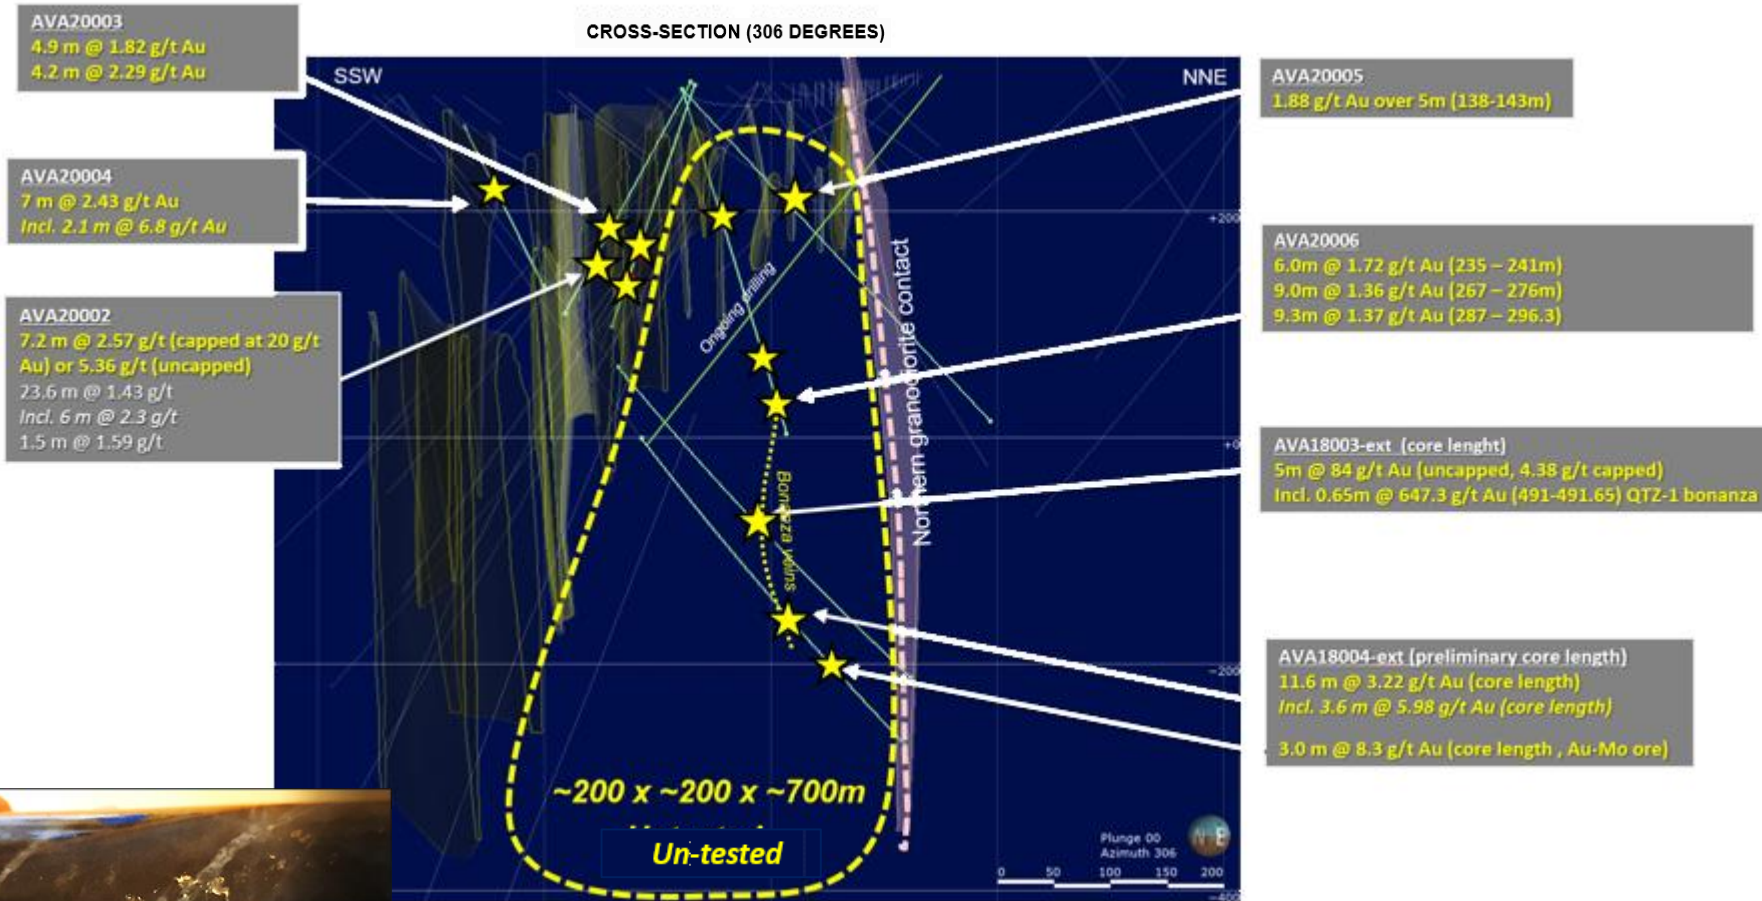 CROSS-SECTION (306 DEGREES)
AVA20003
4.9 m @ 1.82 g/t Au
4.2 m @ 2.29 g/t Au
AVA20004
7 m @ 2.43 g/t Au
Incl. 2.1 m @ 6.8 g/t Au
AVA20002
7.2 m @ 2.57 g/t (capped at 20 g/t
Au) or 5.36 g/t (uncapped)
23.6 m @ 1.43 g/t
Incl. 6 m @ 2.3 g/t
1.5 m @ 1.59 g/t
SSW
NNE
+200
+0
−200
−400
Ongoing drilling
Northern granodiorite contact
Bonanza veins
~200 x ~200 x ~700m
Un-tested
Plunge 00
Azimuth 306
N E
0 50 100 150 200
AVA20005
1.88 g/t Au over 5m (138-143m)
AVA20006
6.0m @ 1.72 g/t Au (235 – 241m)
9.0m @ 1.36 g/t Au (267 – 276m)
9.3m @ 1.37 g/t Au (287 – 296.3)
AVA18003-ext (core lenght)
5m @ 84 g/t Au (uncapped, 4.38 g/t capped)
Incl. 0.65m @ 647.3 g/t Au (491-491.65) QTZ-1 bonanza
AVA18004-ext (preliminary core length)
11.6 m @ 3.22 g/t Au (core length)
Incl. 3.6 m @ 5.98 g/t Au (core length)
3.0 m @ 8.3 g/t Au (core length , Au-Mo ore)